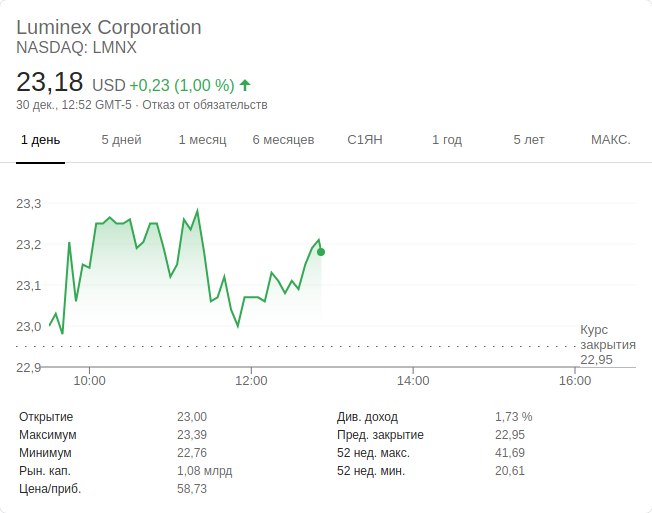 Luminex Corporation
NASDAQ: LMNX
23,18 USD +0,23 (1,00 %)
30 дек., 12:52 GMT-5 · Отказ от обязательств
1 день 5 дней 1 месяц 6 месяцев С1ЯН 1 год 5 лет МАКС.
23,3
23,2
23,1
23,0
22,9
Курс
закрытия
22,95
10:00 12:00 14:00 16:00
Открытие 23,00 Див. доход 1,73 %
Максимум 23,39 Пред. закрытие 22,95
Минимум 22,76 52 нед. макс. 41,69
Рын. кап. 1,08 млрд 52 нед. мин. 20,61
Цена/приб. 58,73